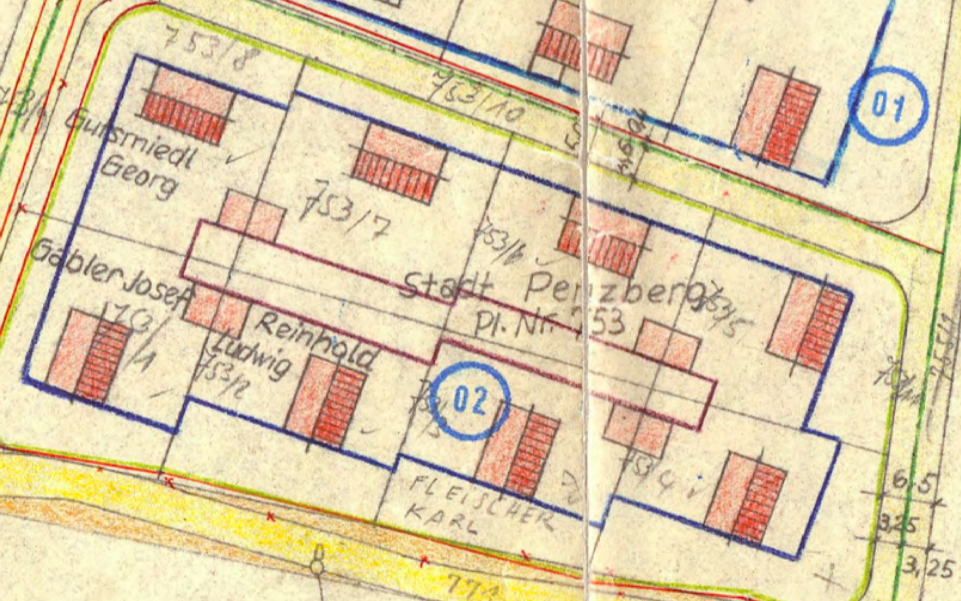 753/8
753/10
01
Gutsmiedl
Georg
753/7
753/6
Stadt Penzberg
Pl. Nr. 753
753/5
Gäbler Josef
Reinhold
Ludwig
753/2
02
753/4
FLEISCHER
KARL
6,5
3,25
3,25